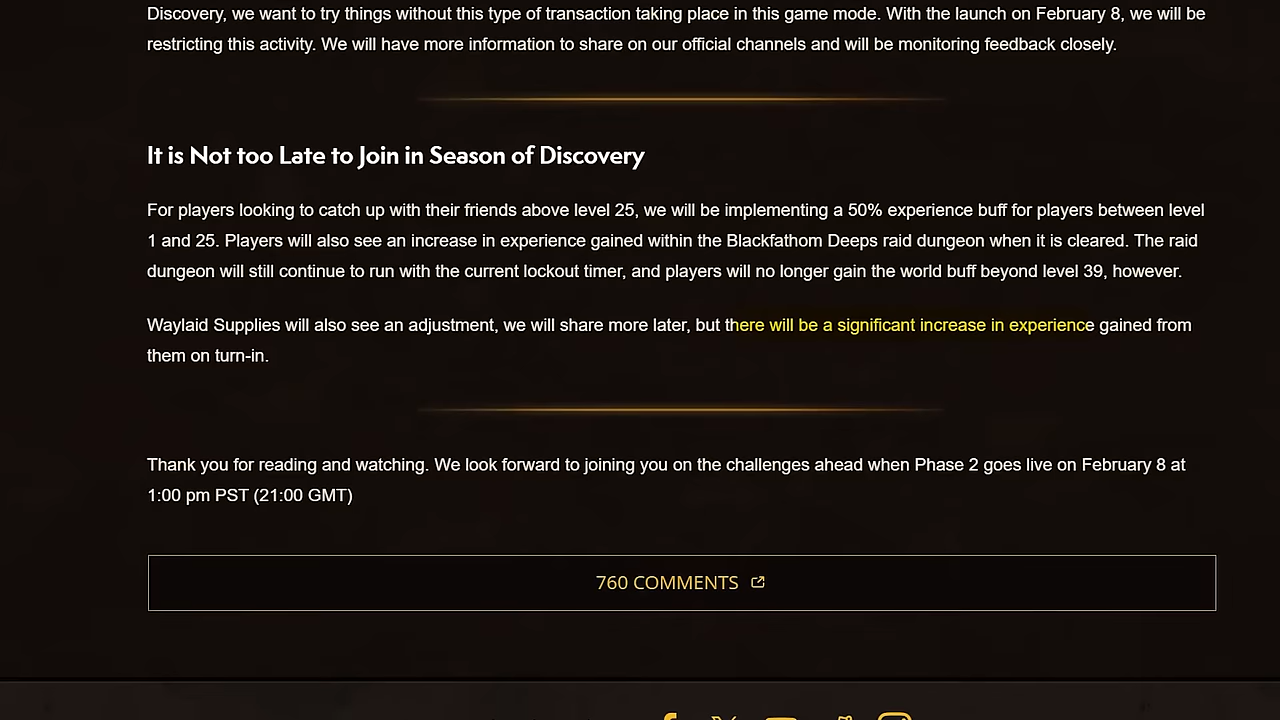 Discovery, we want to try things without this type of transaction taking place in this game mode. With the launch on February 8, we will be
restricting this activity. We will have more information to share on our official channels and will be monitoring feedback closely.
It is Not too Late to Join in Season of Discovery
For players looking to catch up with their friends above level 25, we will be implementing a 50% experience buff for players between level
1 and 25. Players will also see an increase in experience gained within the Blackfathom Deeps raid dungeon when it is cleared. The raid
dungeon will still continue to run with the current lockout timer, and players will no longer gain the world buff beyond level 39, however.
Waylaid Supplies will also see an adjustment, we will share more later, but there will be a significant increase in experience gained from
them on turn-in.
Thank you for reading and watching. We look forward to joining you on the challenges ahead when Phase 2 goes live on February 8 at
1:00 pm PST (21:00 GMT)
760 COMMENTS